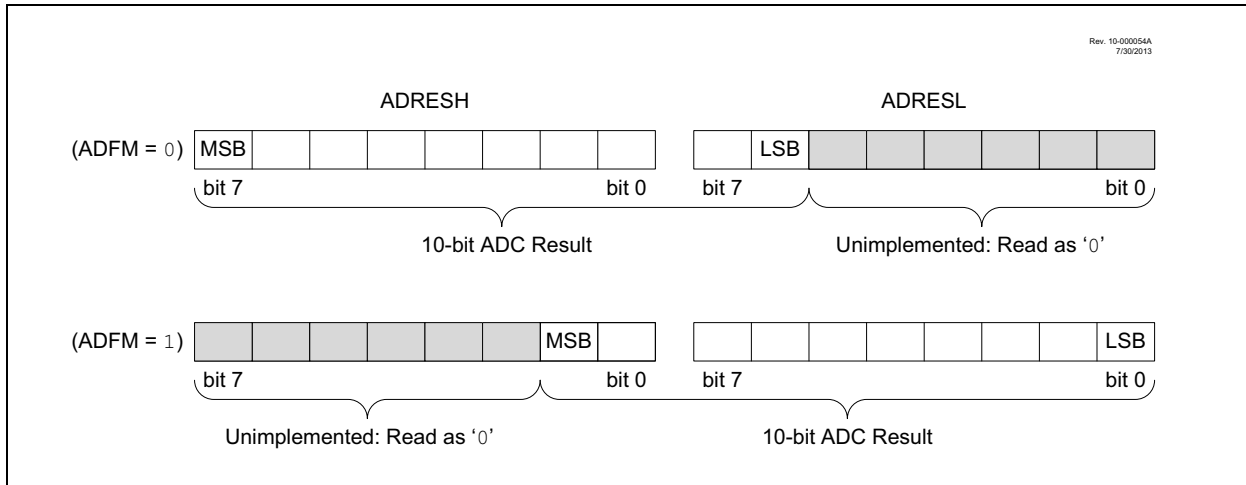 Rev. 10-000054A
7/30/2013
ADRESH ADRESL
(ADFM = 0) MSB LSB
bit 7 bit 0 bit 7 bit 0
10-bit ADC Result Unimplemented: Read as ‘0’
(ADFM = 1) MSB LSB
bit 7 bit 0 bit 7 bit 0
Unimplemented: Read as ‘0’ 10-bit ADC Result